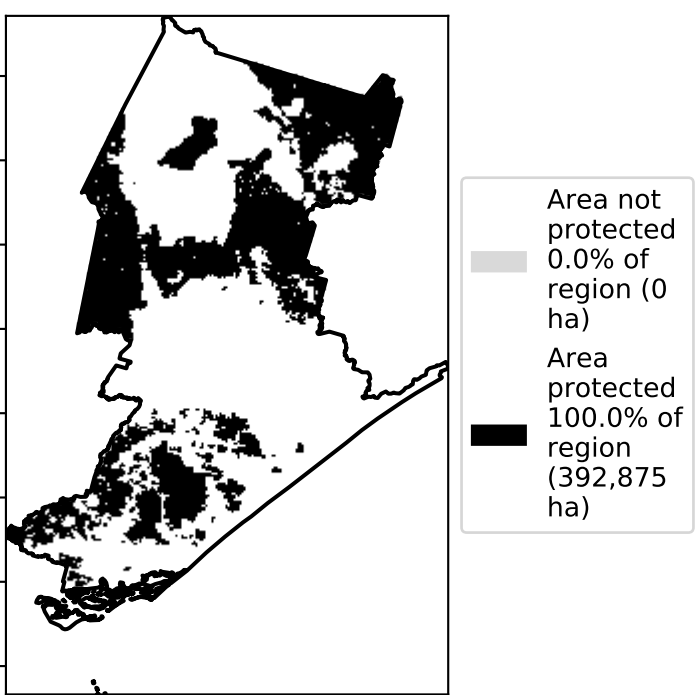 Area not
protected
0.0% of
region (0
ha)
Area
protected
100.0% of
region
(392,875
ha)